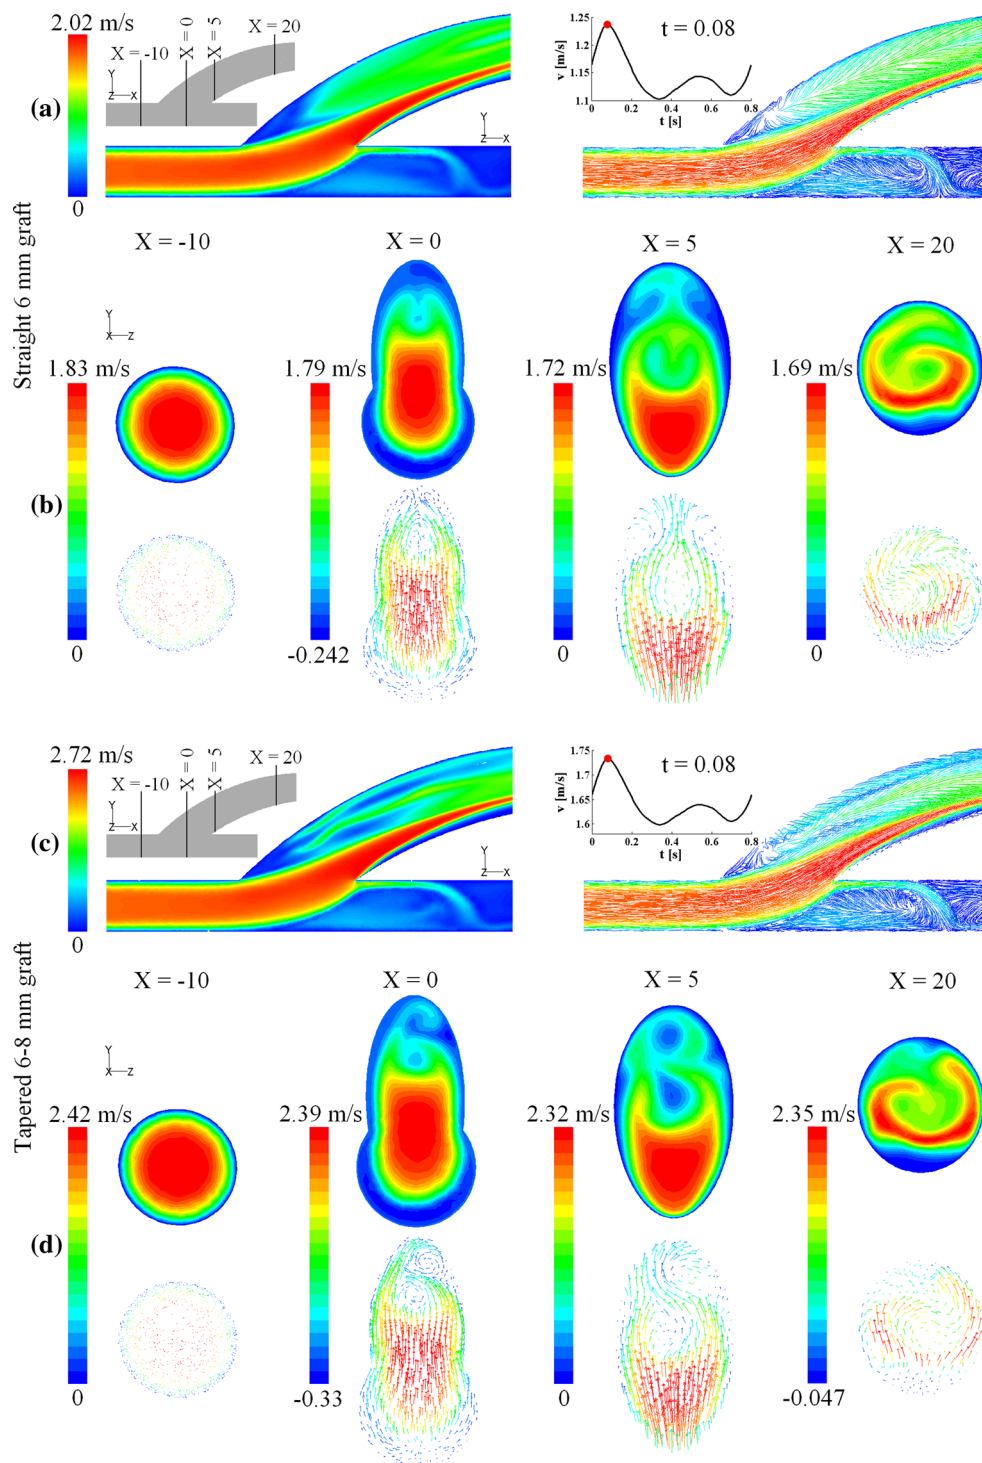 Straight 6 mm graft
(a)
2.02 m/s
0
X = -10
X = 0
X = 5
X = 20
Y
Z
X
Y
Z
X
1.25
1.2
1.15
1.1
v [m/s]
0
0.2
0.4
0.6
0.8
t [s]
t = 0.08
(b)
X = -10
X = 0
X = 5
X = 20
Y
X
Z
1.83 m/s
0
1.79 m/s
-0.242
1.72 m/s
0
1.69 m/s
0
Tapered 6-8 mm graft
(c)
2.72 m/s
0
X = -10
X = 0
X = 5
X = 20
Y
Z
X
Y
Z
X
1.75
1.7
1.65
1.6
v [m/s]
0
0.2
0.4
0.6
0.8
t [s]
t = 0.08
(d)
X = -10
X = 0
X = 5
X = 20
Y
X
Z
2.42 m/s
0
2.39 m/s
-0.33
2.32 m/s
0
2.35 m/s
-0.047